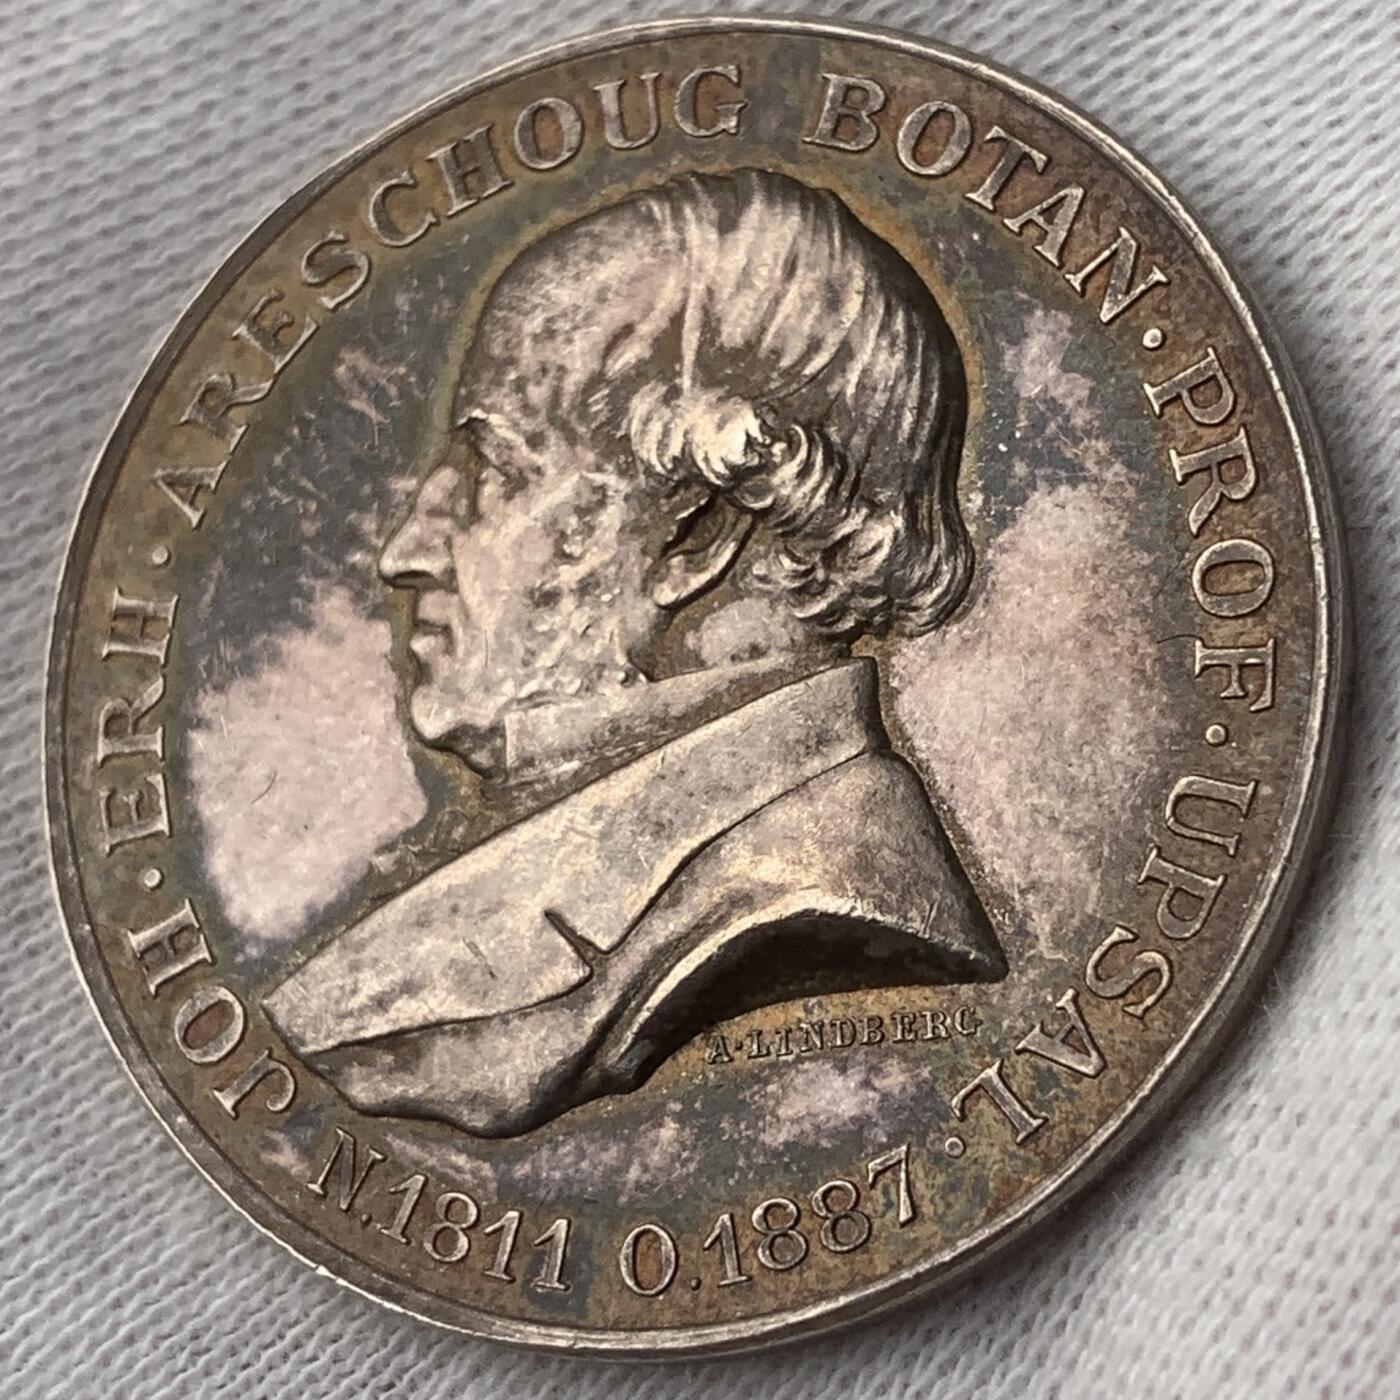 JOH · ERH · ARESCHOUG BOTAN · PROF · UPSAL ·
N.1811 O.1887
A·LINDBERG